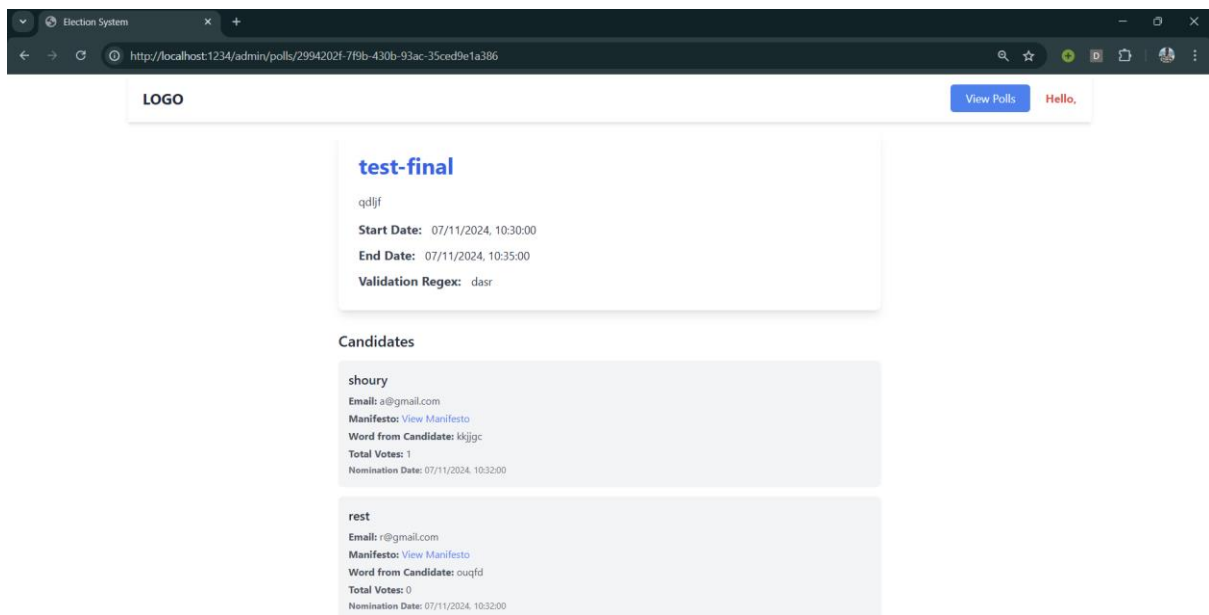 Election System
http://localhost:1234/admin/polls/2994202f-7f9b-430b-93ac-35ced9e1a386
D
LOGO
View Polls
Hello,
test-final
qdljf
Start Date: 07/11/2024, 10:30:00
End Date: 07/11/2024, 10:35:00
Validation Regex: dasr
Candidates
shoury
Email: a@gmail.com
Manifesto: View Manifesto
Word from Candidate: kkjjgc
Total Votes: 1
Nomination Date: 07/11/2024, 10:32:00
rest
Email: r@gmail.com
Manifesto: View Manifesto
Word from Candidate: ouqfd
Total Votes: 0
Nomination Date: 07/11/2024, 10:32:00